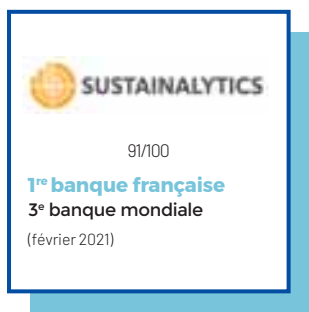 SUSTAINALYTICS
91/100
1re banque française
3e banque mondiale
(février 2021)